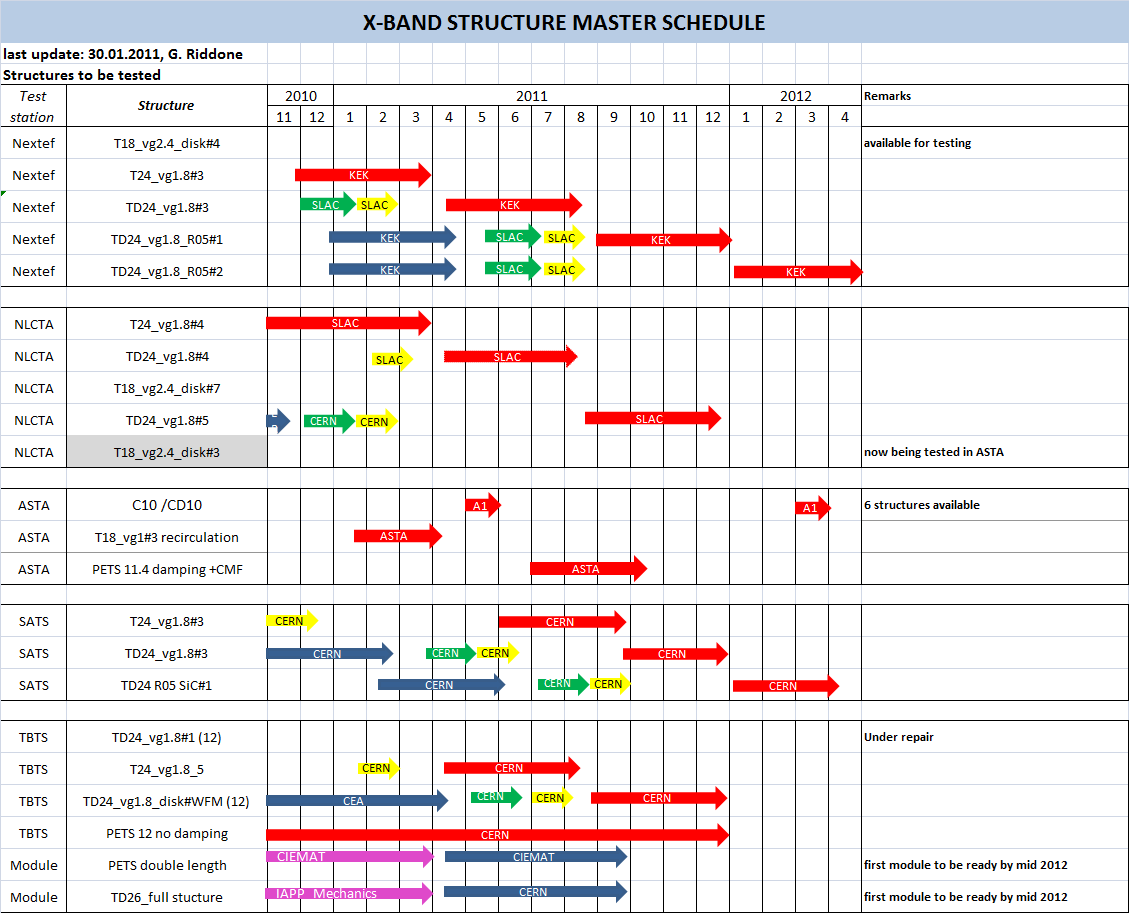 X-BAND STRUCTURE MASTER SCHEDULE
last update: 30.01.2011, G. Riddone
Structures to be tested
Test station Structure 2010 2011 2012 Remarks
11 12 1 2 3 4 5 6 7 8 9 10 11 12 1 2 3 4
Nextef T18_vg2.4_disk#4 available for testing
Nextef T24_vg1.8#3 KEK
Nextef TD24_vg1.8#3 SLAC SLAC KEK
Nextef TD24_vg1.8_R05#1 KEK SLAC SLAC KEK
Nextef TD24_vg1.8_R05#2 KEK SLAC SLAC KEK
NLCTA T24_vg1.8#4 SLAC
NLCTA TD24_vg1.8#4 SLAC SLAC
NLCTA T18_vg2.4_disk#7
NLCTA TD24_vg1.8#5 CERN CERN SLAC
NLCTA T18_vg2.4_disk#3 now being tested in ASTA
ASTA C10 /CD10 A1 A1 6 structures available
ASTA T18_vg1#3 recirculation ASTA
ASTA PETS 11.4 damping +CMF ASTA
SATS T24_vg1.8#3 CERN CERN
SATS TD24_vg1.8#3 CERN CERN CERN CERN
SATS TD24 R05 SiC#1 CERN CERN CERN CERN
TBTS TD24_vg1.8#1 (12) Under repair
TBTS T24_vg1.8_5 CERN CERN
TBTS TD24_vg1.8_disk#WFM (12) CEA CERN CERN CERN
TBTS PETS 12 no damping CERN
Module PETS double length CIEMAT CIEMAT first module to be ready by mid 2012
Module TD26_full stucture IAPP Mechanics CERN first module to be ready by mid 2012